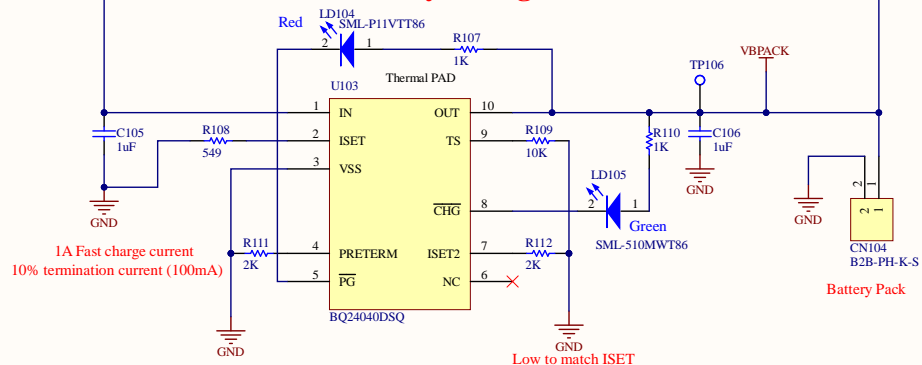 Red
LD104
SML-P11VTT86
2
1
R107
1K
Thermal PAD
VBPACK
TP106
U103
1
IN
OUT
10
C105
1uF
R108
549
2
ISET
TS
9
R109
10K
R110
1K
C106
1uF
3
VSS
GND
LD105
2
1
GND
CHG
8
2
1
GND
Green
SML-510MWT86
2
1
CN104
B2B-PH-K-S
1A Fast charge current
10% termination current (100mA)
R111
2K
4
PRETERM
ISET2
7
R112
2K
5
PG
NC
6
Battery Pack
BQ24040DSQ
GND
GND
Low to match ISET